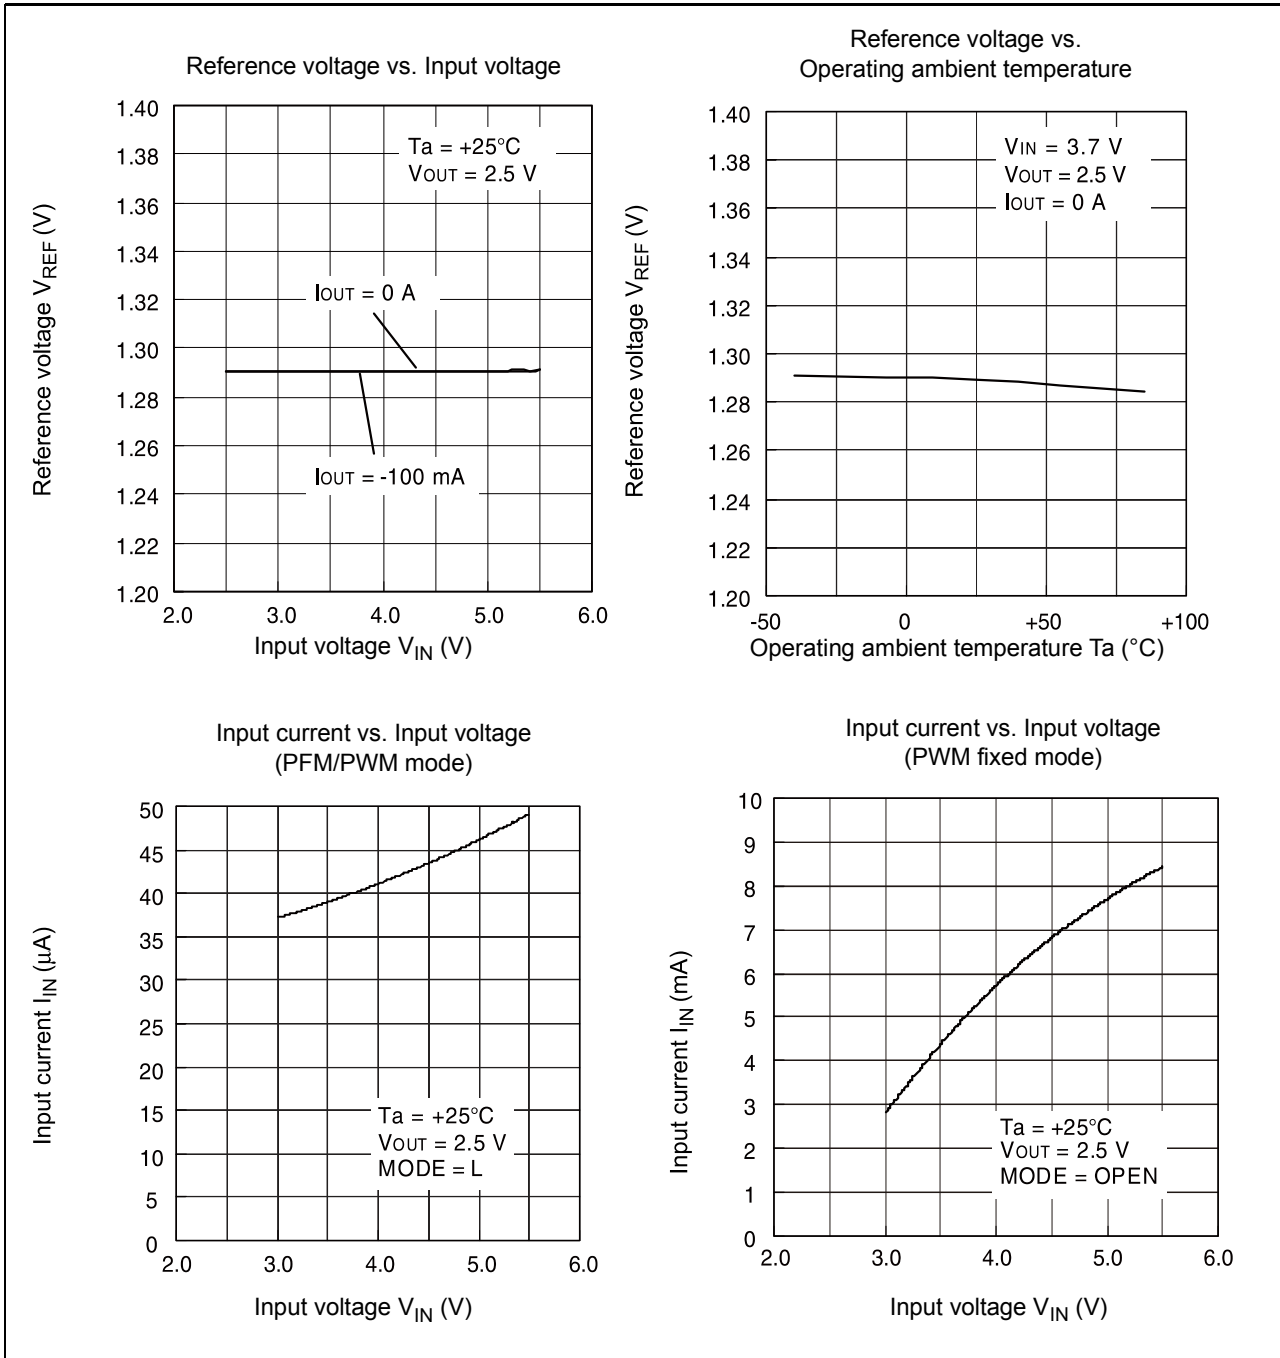 Reference voltage vs. Input voltage
1.40
1.38
1.36
1.34
1.32
1.30
1.28
1.26
1.24
1.22
1.20
2.0 3.0 4.0 5.0 6.0
Reference voltage VREF (V)
Input voltage VIN (V)
Ta = +25°C
VOUT = 2.5 V
IOUT = 0 A
IOUT = -100 mA
Reference voltage vs.
Operating ambient temperature
1.40
1.38
1.36
1.34
1.32
1.30
1.28
1.26
1.24
1.22
1.20
-50 0 +50 +100
Reference voltage VREF (V)
Operating ambient temperature Ta (°C)
VIN = 3.7 V
VOUT = 2.5 V
IOUT = 0 A
Input current vs. Input voltage
(PFM/PWM mode)
50
45
40
35
30
25
20
15
10
5
0
2.0 3.0 4.0 5.0 6.0
Input current IIN (µA)
Input voltage VIN (V)
Ta = +25°C
VOUT = 2.5 V
MODE = L
Input current vs. Input voltage
(PWM fixed mode)
10
9
8
7
6
5
4
3
2
1
0
2.0 3.0 4.0 5.0 6.0
Input current IIN (mA)
Input voltage VIN (V)
Ta = +25°C
VOUT = 2.5 V
MODE = OPEN